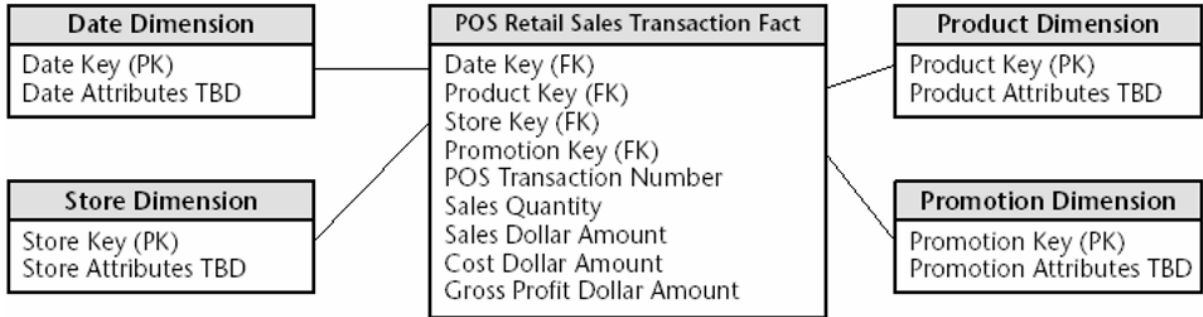 Date Dimension
Date Key (PK)
Date Attributes TBD
Store Dimension
Store Key (PK)
Store Attributes TBD
POS Retail Sales Transaction Fact
Date Key (FK)
Product Key (FK)
Store Key (FK)
Promotion Key (FK)
POS Transaction Number
Sales Quantity
Sales Dollar Amount
Cost Dollar Amount
Gross Profit Dollar Amount
Product Dimension
Product Key (PK)
Product Attributes TBD
Promotion Dimension
Promotion Key (PK)
Promotion Attributes TBD